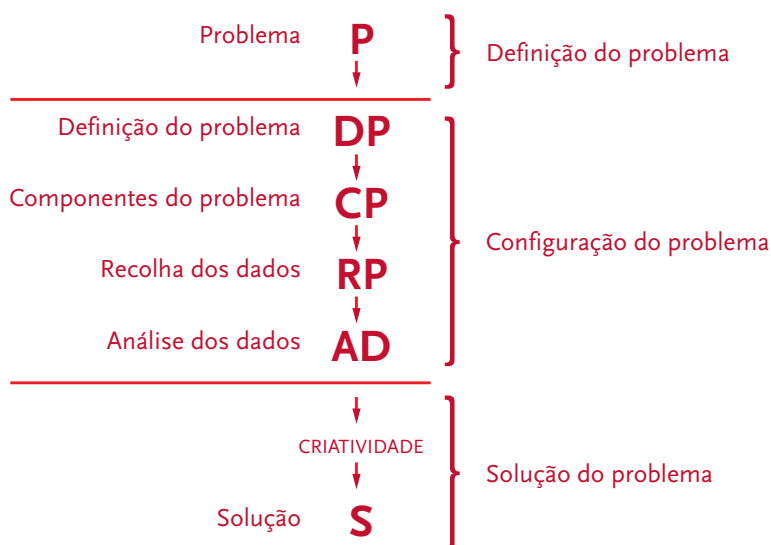 Problema P
Definição do problema
Definição do problema DP
Componentes do problema CP
Configuração do problema
Recolha dos dados RP
Análise dos dados AD
CRIATIVIDADE
Solução do problema
Solução S